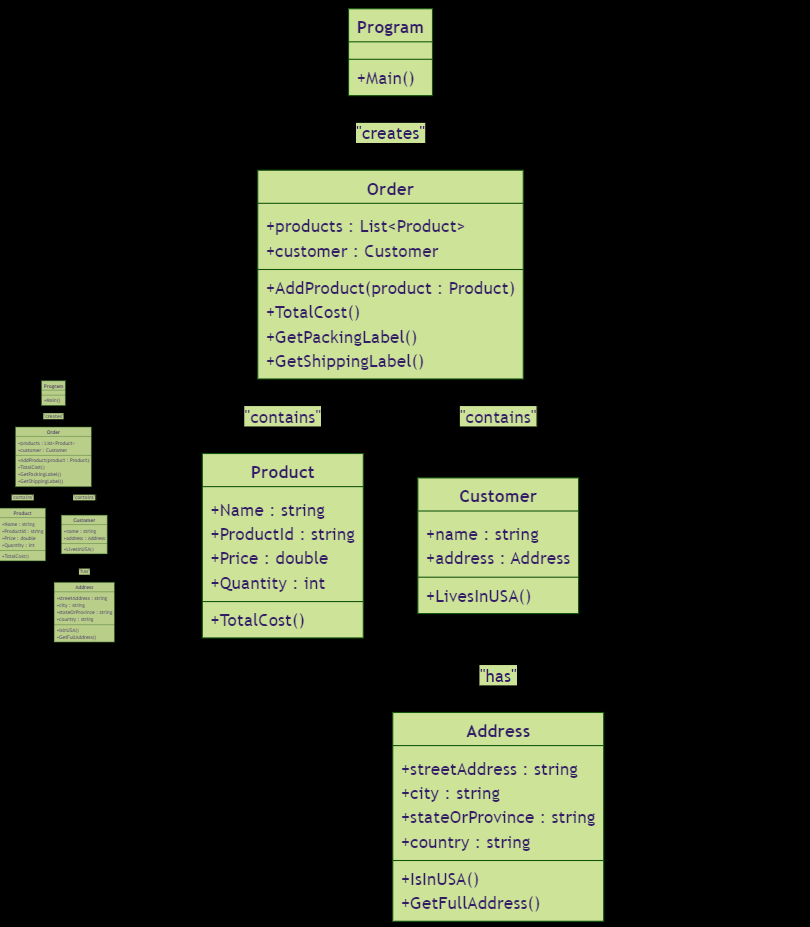 Program
+Main()
"creates"
Order
+products : List<Product>
+customer : Customer
+AddProduct(product : Product)
+TotalCost()
+GetPackingLabel()
+GetShippingLabel()
"contains"
"contains"
Product
+Name : string
+ProductId : string
+Price : double
+Quantity : int
+TotalCost()
Customer
+name : string
+address : Address
+LivesInUSA()
"has"
Address
+streetAddress : string
+city : string
+stateOrProvince : string
+country : string
+IsInUSA()
+GetFullAddress()
Program
+Main()
"creates"
Order
+products : List<Product>
+customer : Customer
+AddProduct(product : Product)
+TotalCost()
+GetPackingLabel()
+GetShippingLabel()
"contains"
"contains"
Product
+Name : string
+ProductId : string
+Price : double
+Quantity : int
+TotalCost()
Customer
+name : string
+address : Address
+LivesInUSA()
"has"
Address
+streetAddress : string
+city : string
+stateOrProvince : string
+country : string
+IsInUSA()
+GetFullAddress()